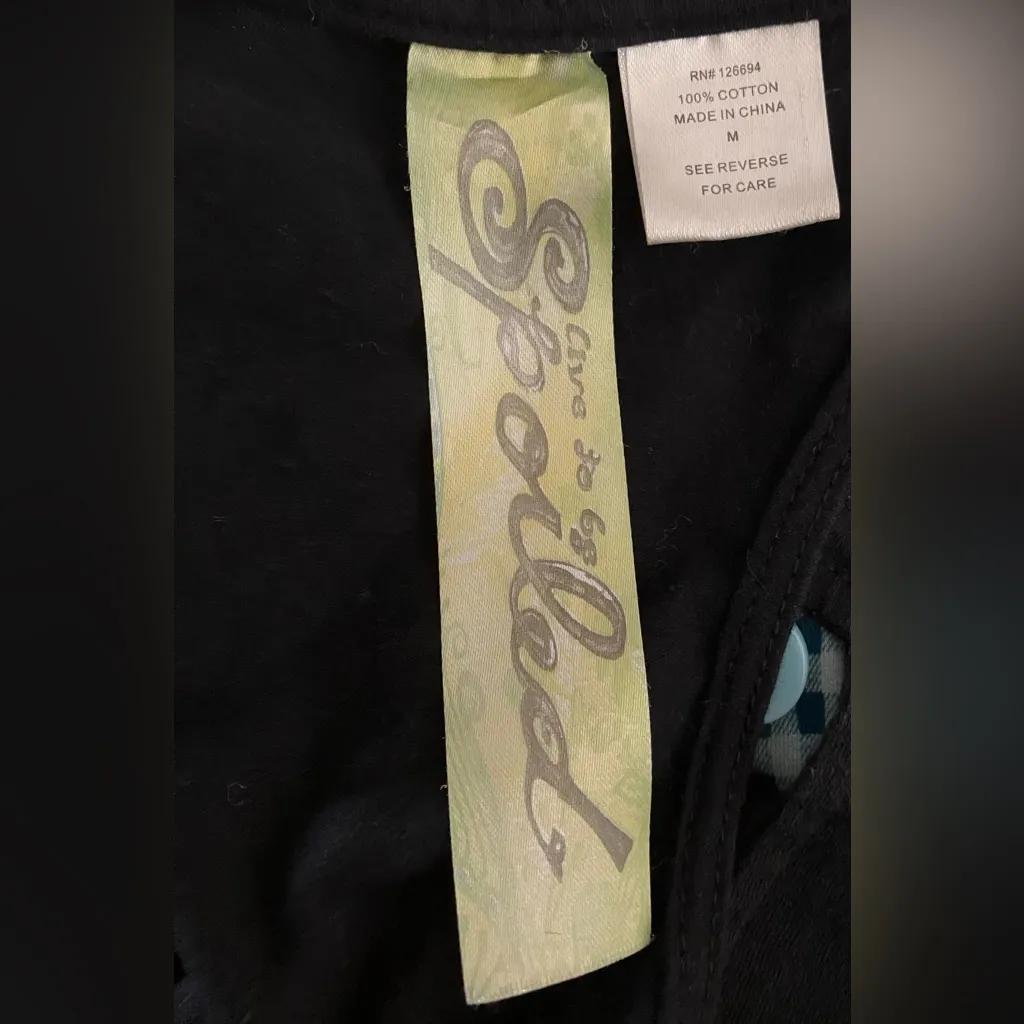 live to be
Spoiled
RN# 126694
100% COTTON
MADE IN CHINA
M
SEE REVERSE
FOR CARE